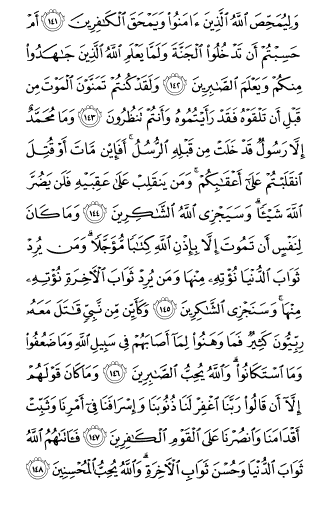 وَلِيُمَحِّصَ ٱللَّهُ ٱلَّذِينَ ءَامَنُوا۟ وَيَمْحَقَ ٱلْكَـٰفِرِينَ ١٤١ أَمْ
حَسِبْتُمْ أَن تَدْخُلُوا۟ ٱلْجَنَّةَ وَلَمَّا يَعْلَمِ ٱللَّهُ ٱلَّذِينَ جَـٰهَدُوا۟
مِنكُمْ وَيَعْلَمَ ٱلصَّـٰبِرِينَ ١٤٢ وَلَقَدْ كُنتُمْ تَمَنَّوْنَ ٱلْمَوْتَ مِن
قَبْلِ أَن تَلْقَوْهُ فَقَدْ رَأَيْتُمُوهُ وَأَنتُمْ تَنظُرُونَ ١٤٣ وَمَا مُحَمَّدٌ
إِلَّا رَسُولٌ قَدْ خَلَتْ مِن قَبْلِهِ ٱلرُّسُلُ ۚ أَفَإِي۟ن مَّاتَ أَوْ قُتِلَ
ٱنقَلَبْتُمْ عَلَىٰٓ أَعْقَـٰبِكُمْ ۚ وَمَن يَنقَلِبْ عَلَىٰ عَقِبَيْهِ فَلَن يَضُرَّ
ٱللَّهَ شَيْـًٔا ۗ وَسَيَجْزِى ٱللَّهُ ٱلشَّـٰكِرِينَ ١٤٤ وَمَا كَانَ
لِنَفْسٍ أَن تَمُوتَ إِلَّا بِإِذْنِ ٱللَّهِ كِتَـٰبًا مُّؤَجَّلًا ۗ وَمَن يُرِدْ
ثَوَابَ ٱلدُّنْيَا نُؤْتِهِۦ مِنْهَا وَمَن يُرِدْ ثَوَابَ ٱلْـَٔاخِرَةِ نُؤْتِهِۦ
مِنْهَا ۚ وَسَنَجْزِى ٱلشَّـٰكِرِينَ ١٤٥ وَكَأَيِّن مِّن نَّبِىٍّ قَـٰتَلَ مَعَهُۥ
رِبِّيُّونَ كَثِيرٌ فَمَا وَهَنُوا۟ لِمَآ أَصَابَهُمْ فِى سَبِيلِ ٱللَّهِ وَمَا ضَعُفُوا۟
وَمَا ٱسْتَكَانُوا۟ ۗ وَٱللَّهُ يُحِبُّ ٱلصَّـٰبِرِينَ ١٤٦ وَمَا كَانَ قَوْلَهُمْ
إِلَّآ أَن قَالُوا۟ رَبَّنَا ٱغْفِرْ لَنَا ذُنُوبَنَا وَإِسْرَافَنَا فِىٓ أَمْرِنَا وَثَبِّتْ
أَقْدَامَنَا وَٱنصُرْنَا عَلَى ٱلْقَوْمِ ٱلْكَـٰفِرِينَ ١٤٧ فَـَٔاتَىٰهُمُ ٱللَّهُ
ثَوَابَ ٱلدُّنْيَا وَحُسْنَ ثَوَابِ ٱلْـَٔاخِرَةِ ۗ وَٱللَّهُ يُحِبُّ ٱلْمُحْسِنِينَ ١٤٨